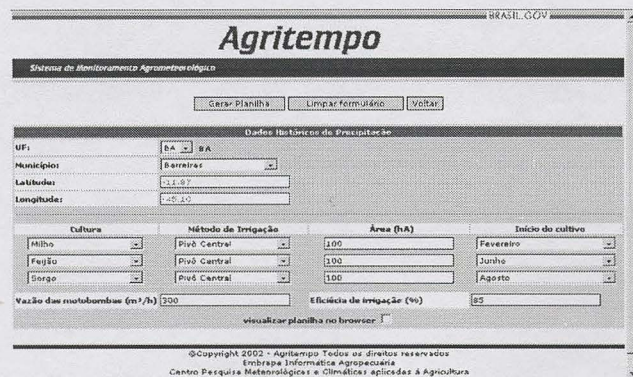 BRASIL.GOV
Agritempo
Sistema de Monitoramento Agrometeorológico
Gerar Planilha Limpar formulário Voltar
Dados Históricos de Precipitação
UF: BA BA
Município: Barreiras
Latitude: -11.97
Longitude: -45.10
Cultura Método de Irrigação Área (hA) Início do cultivo
Milho Pivô Central 100 Fevereiro
Feijão Pivô Central 100 Junho
Sorgo Pivô Central 100 Agosto
Vazão das motobombas (m³/h) 300 Eficiêcia de irrigação (%) 85
visualizar planilha no browser
©Copyright 2002 - Agritempo Todos os direitos reservados
Embrapa Informática Agropecuária
Centro Pesquisa Meteorológicas e Climáticas aplicadas á Agricultura